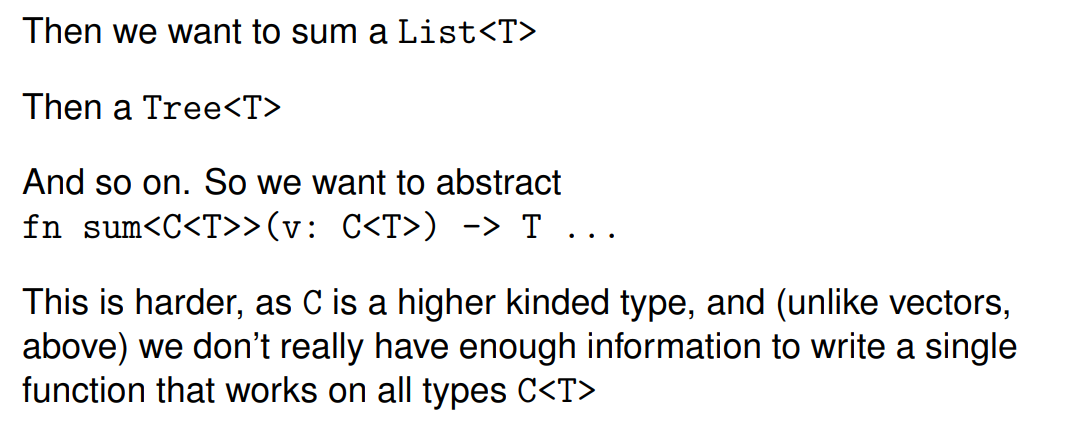 Then we want to sum a List<T>
Then a Tree<T>
And so on. So we want to abstract
fn sum<C<T>>(v: C<T>) -> T ...
This is harder, as C is a higher kinded type, and (unlike vectors,
above) we don't really have enough information to write a single
function that works on all types C<T>